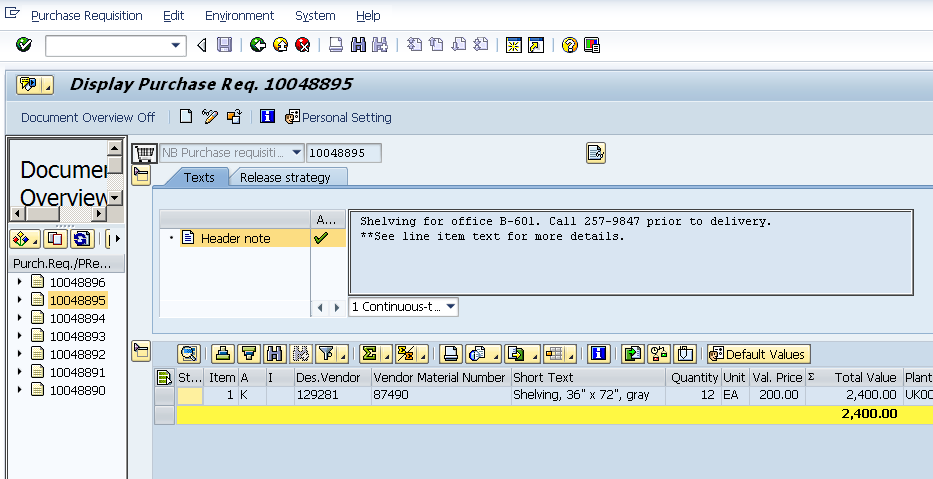 Purchase Requisition Edit Environment System Help
Display Purchase Req. 10048895
Document Overview Off Personal Setting
NB Purchase requisiti... 10048895
Texts Release strategy
Document
Overview
A...
Header note
Shelving for office B-601. Call 257-9847 prior to delivery.
**See line item text for more details.
1 Continuous-t...
Purch.Req./PRe...
10048896
10048895
10048894
10048893
10048892
10048891
10048890
Default Values
St... Item A I Des.Vendor Vendor Material Number Short Text Quantity Unit Val. Price Σ Total Value Plant
1 K 129281 87490 Shelving, 36" x 72", gray 12 EA 200.00 2,400.00 UK00
2,400.00